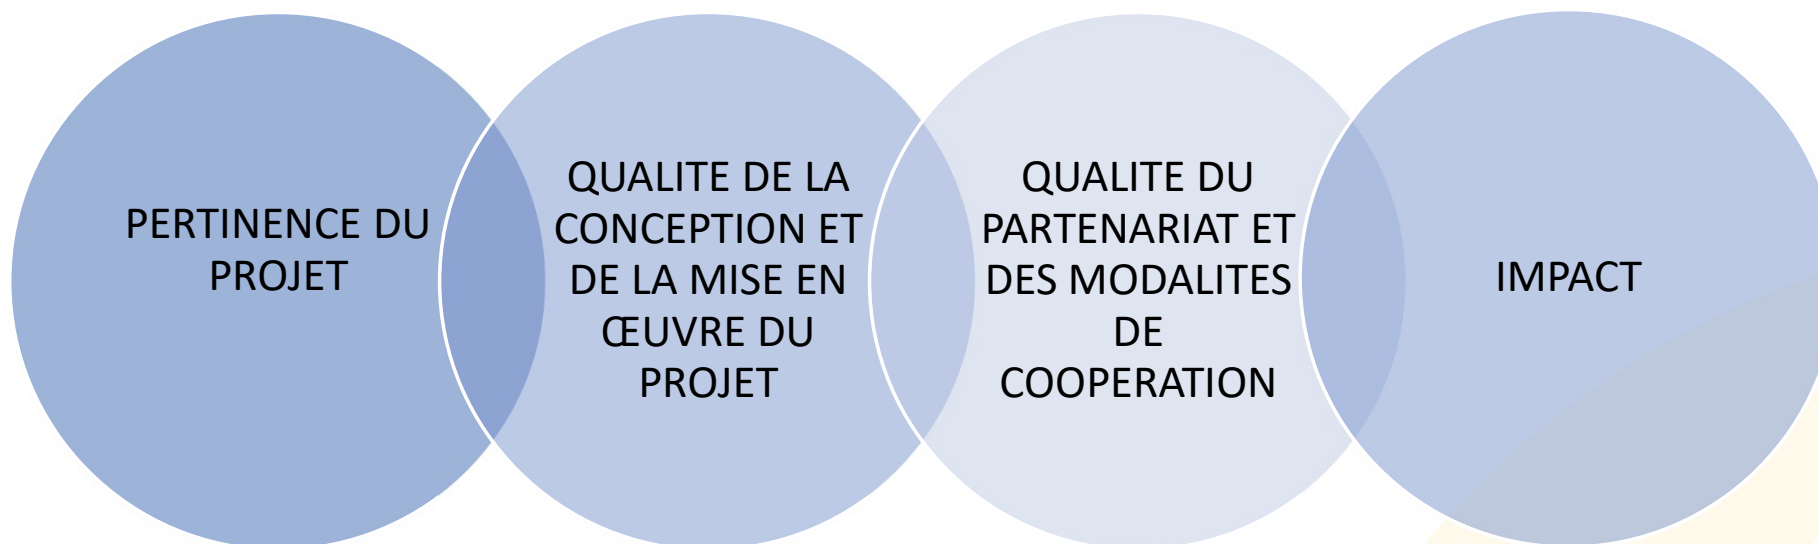 PERTINENCE DU
PROJET
QUALITE DE LA
CONCEPTION ET
DE LA MISE EN
ŒUVRE DU
PROJET
QUALITE DU
PARTENARIAT ET
DES MODALITES
DE
COOPERATION
IMPACT